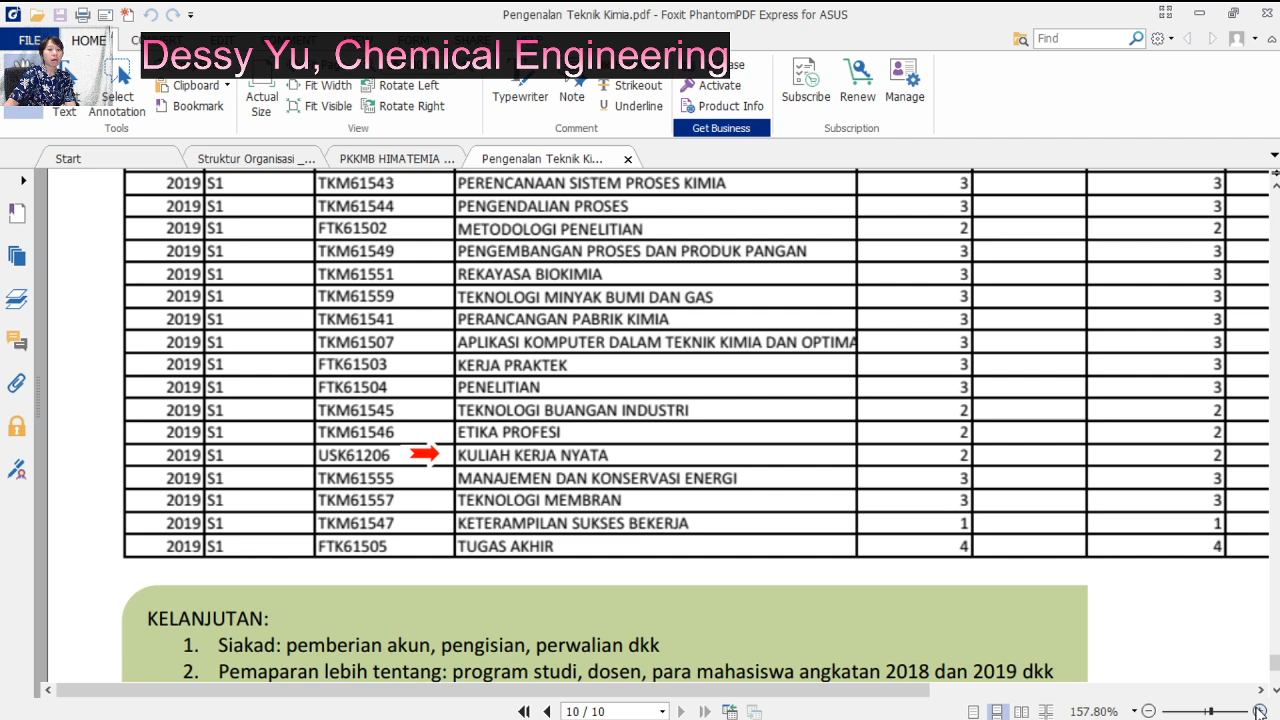 Pengenalan Teknik Kimia.pdf - Foxit PhantomPDF Express for ASUS
FILE HOME
Find
Dessy Yu, Chemical Engineering
Text
Select
Annotation
Tools
Clipboard
Bookmark
Actual
Size
Fit Width
Fit Visible
Rotate Left
Rotate Right
View
Typewriter
Note
Strikeout
Underline
Comment
Activate
Product Info
Get Business
Subscribe
Renew
Manage
Subscription
Start
Struktur Organisasi _...
PKKMB HIMATEMIA ...
Pengenalan Teknik Ki...
2019 S1 TKM61543 PERENCANAAN SISTEM PROSES KIMIA 3 3
2019 S1 TKM61544 PENGENDALIAN PROSES 3 3
2019 S1 FTK61502 METODOLOGI PENELITIAN 2 2
2019 S1 TKM61549 PENGEMBANGAN PROSES DAN PRODUK PANGAN 3 3
2019 S1 TKM61551 REKAYASA BIOKIMIA 3 3
2019 S1 TKM61559 TEKNOLOGI MINYAK BUMI DAN GAS 3 3
2019 S1 TKM61541 PERANCANGAN PABRIK KIMIA 3 3
2019 S1 TKM61507 APLIKASI KOMPUTER DALAM TEKNIK KIMIA DAN OPTIMA 3 3
2019 S1 FTK61503 KERJA PRAKTEK 3 3
2019 S1 FTK61504 PENELITIAN 3 3
2019 S1 TKM61545 TEKNOLOGI BUANGAN INDUSTRI 2 2
2019 S1 TKM61546 ETIKA PROFESI 2 2
2019 S1 USK61206 KULIAH KERJA NYATA 2 2
2019 S1 TKM61555 MANAJEMEN DAN KONSERVASI ENERGI 3 3
2019 S1 TKM61557 TEKNOLOGI MEMBRAN 3 3
2019 S1 TKM61547 KETERAMPILAN SUKSES BEKERJA 1 1
2019 S1 FTK61505 TUGAS AKHIR 4 4
KELANJUTAN:
1. Siakad: pemberian akun, pengisian, perwalian dkk
2. Pemaparan lebih tentang: program studi, dosen, para mahasiswa angkatan 2018 dan 2019 dkk
10 / 10
157.80%